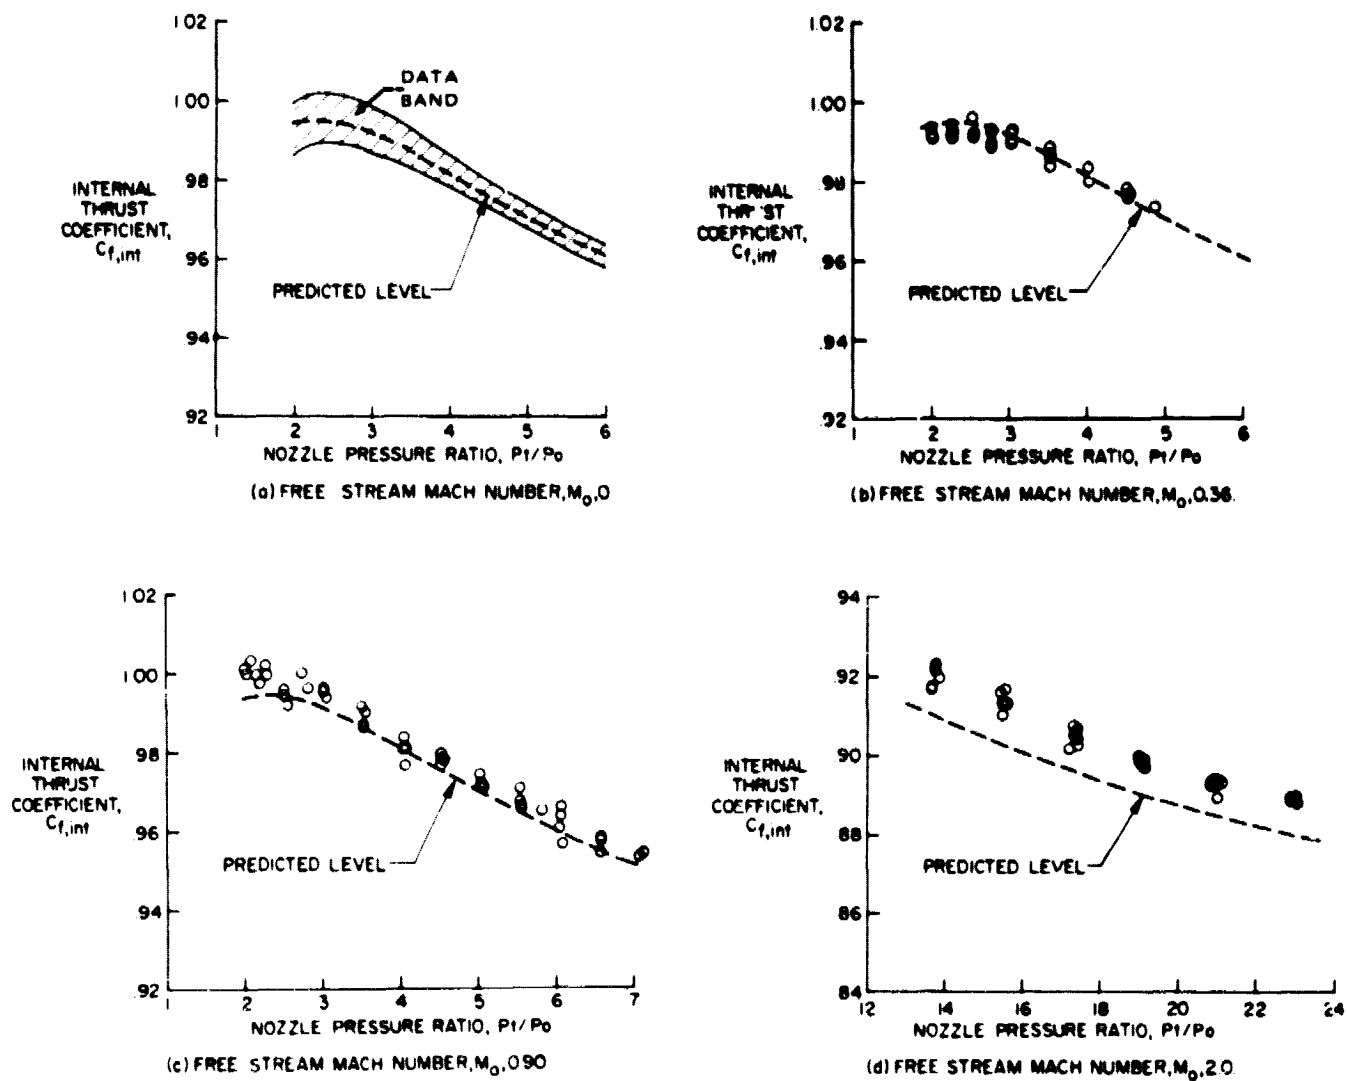 1.02
1.00
.98
.96
.94
.92
1 2 3 4 5 6
DATA
BAND
INTERNAL
THRUST
COEFFICIENT,
Cf,int
PREDICTED LEVEL
NOZZLE PRESSURE RATIO, Pt/Po
(a) FREE STREAM MACH NUMBER, Mo, 0
1.02
1.00
.98
.96
.94
.92
1 2 3 4 5 6
INTERNAL
THR ST
COEFFICIENT,
Cf,int
PREDICTED LEVEL
NOZZLE PRESSURE RATIO, Pt/Po
(b) FREE STREAM MACH NUMBER, Mo, 0.36.
1 02
1 00
.98
.96
.94
.92
1 2 3 4 5 6 7
INTERNAL
THRUST
COEFFICIENT,
Cf,int
PREDICTED LEVEL
NOZZLE PRESSURE RATIO, Pt/Po
(c) FREE STREAM MACH NUMBER, Mo, 0.90
.94
.92
.90
.88
.86
.84
12 14 16 18 20 22 24
INTERNAL
THRUST
COEFFICIENT,
Cf,int
PREDICTED LEVEL
NOZZLE PRESSURE RATIO, Pt/Po
(d) FREE STREAM MACH NUMBER, Mo, 2.0.